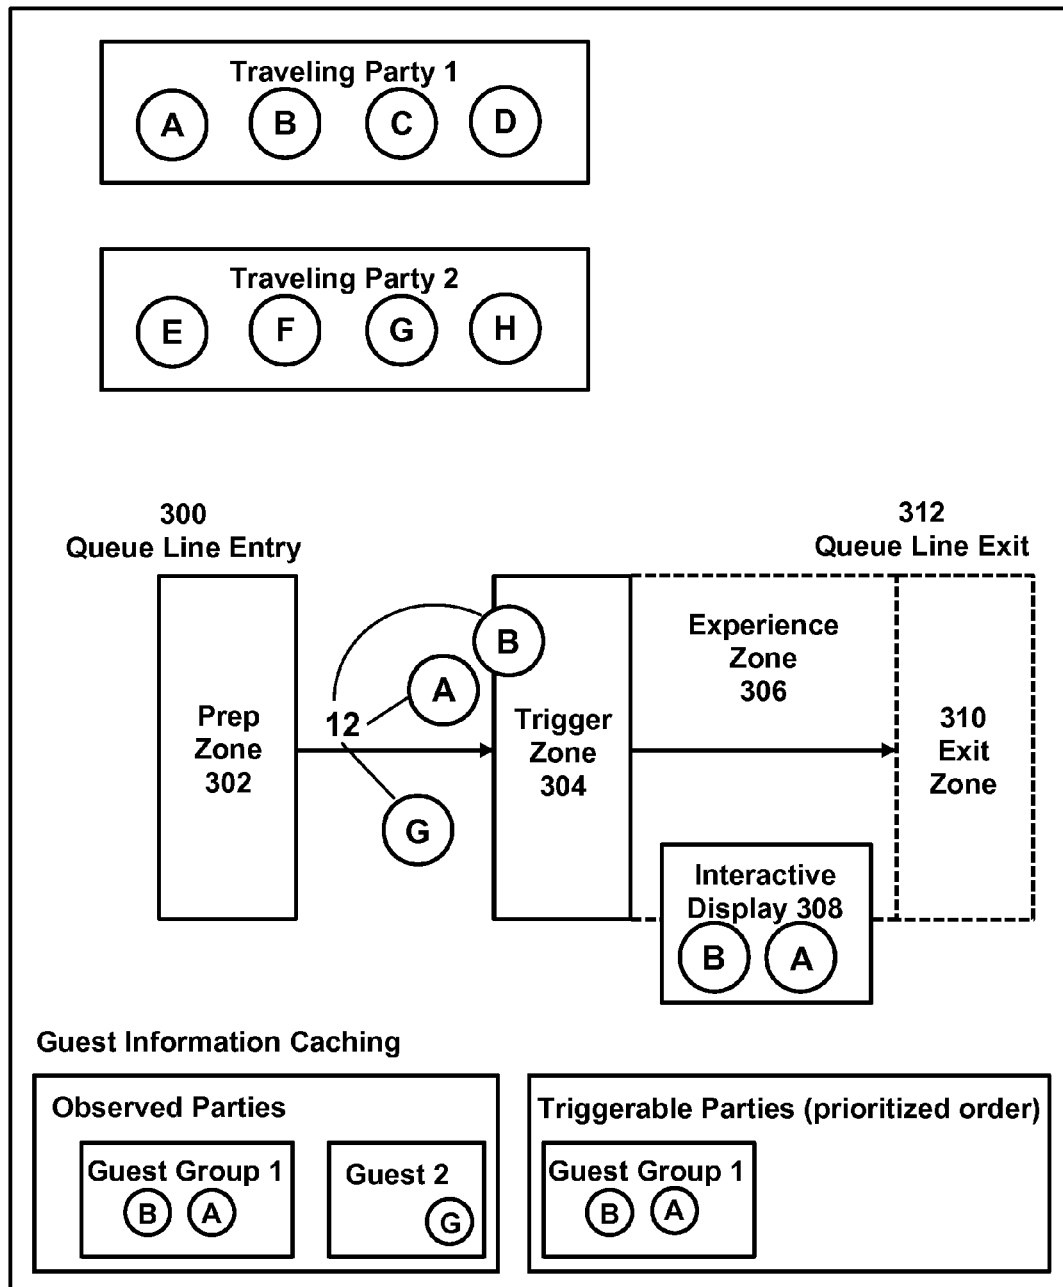 Traveling Party 1
A B C D
Traveling Party 2
E F G H
300
Queue Line Entry
312
Queue Line Exit
Prep
Zone
302
12
B
A
G
Trigger
Zone
304
Experience
Zone
306
310
Exit
Zone
Interactive
Display 308
B A
Guest Information Caching
Observed Parties
Guest Group 1
B A
Guest 2
G
Triggerable Parties (prioritized order)
Guest Group 1
B A